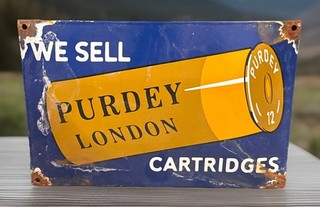 WE SELL
PURDEY
LONDON
PURDEY
12
CARTRIDGES